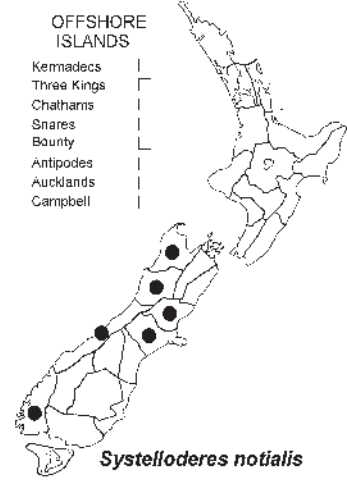 OFFSHORE
ISLANDS
Kermadecs
Three Kings
Chathams
Snares
Bounty
Antipodes
Aucklands
Campbell
Systelloderes notialis